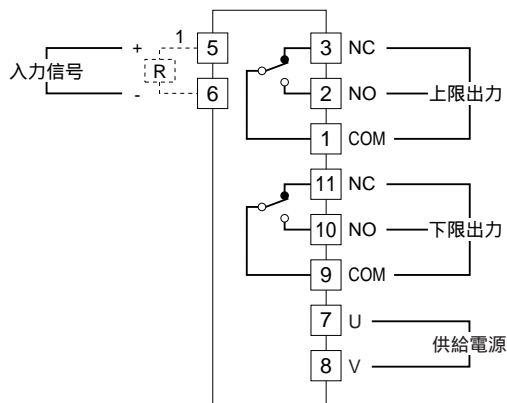 入力信号
+
1
R
-
5
6
3 NC
2 NO
1 COM
上限出力
11 NC
10 NO
9 COM
下限出力
7 U
8 V
供給電源